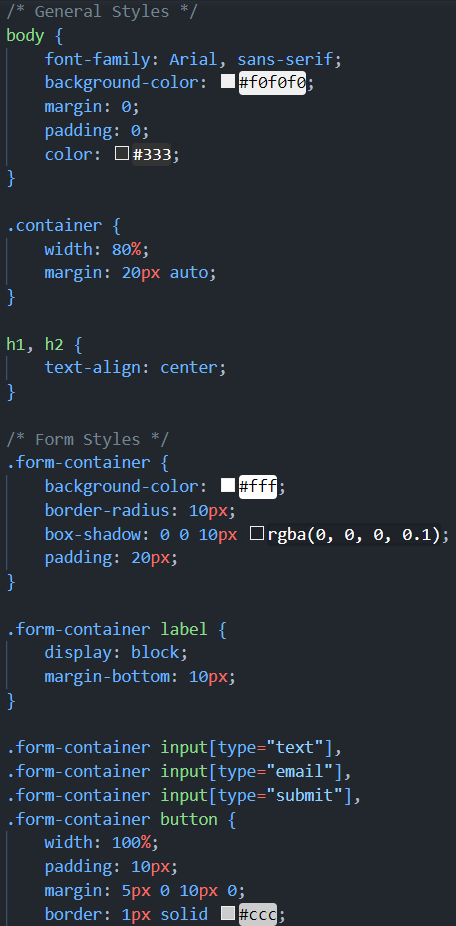 /* General Styles */
body {
    font-family: Arial, sans-serif;
    background-color: #f0f0f0;
    margin: 0;
    padding: 0;
    color: #333;
}

.container {
    width: 80%;
    margin: 20px auto;
}

h1, h2 {
    text-align: center;
}

/* Form Styles */
.form-container {
    background-color: #fff;
    border-radius: 10px;
    box-shadow: 0 0 10px rgba(0, 0, 0, 0.1);
    padding: 20px;
}

.form-container label {
    display: block;
    margin-bottom: 10px;
}

.form-container input[type="text"],
.form-container input[type="email"],
.form-container input[type="submit"],
.form-container button {
    width: 100%;
    padding: 10px;
    margin: 5px 0 10px 0;
    border: 1px solid #ccc;